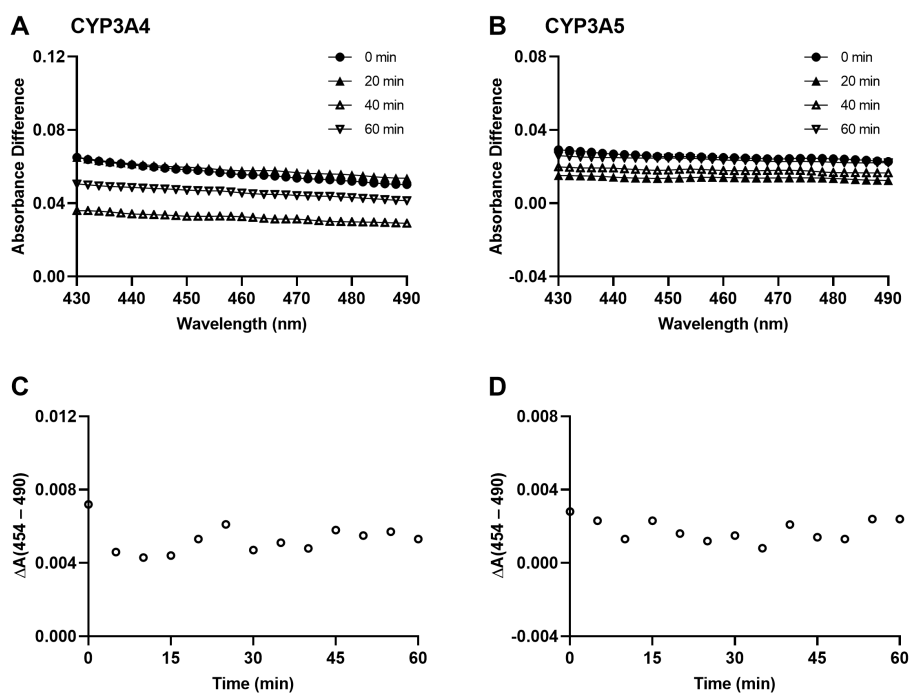 A CYP3A4
0.12
0.08
0.04
0.00
Absorbance Difference
0 min
20 min
40 min
60 min
430 440 450 460 470 480 490
Wavelength (nm)
B CYP3A5
0.08
0.04
0.00
-0.04
Absorbance Difference
0 min
20 min
40 min
60 min
430 440 450 460 470 480 490
Wavelength (nm)
C
0.012
0.008
0.004
0.000
ΔA(454 – 490)
0 15 30 45 60
Time (min)
D
0.008
0.004
0.000
-0.004
ΔA(454 – 490)
0 15 30 45 60
Time (min)